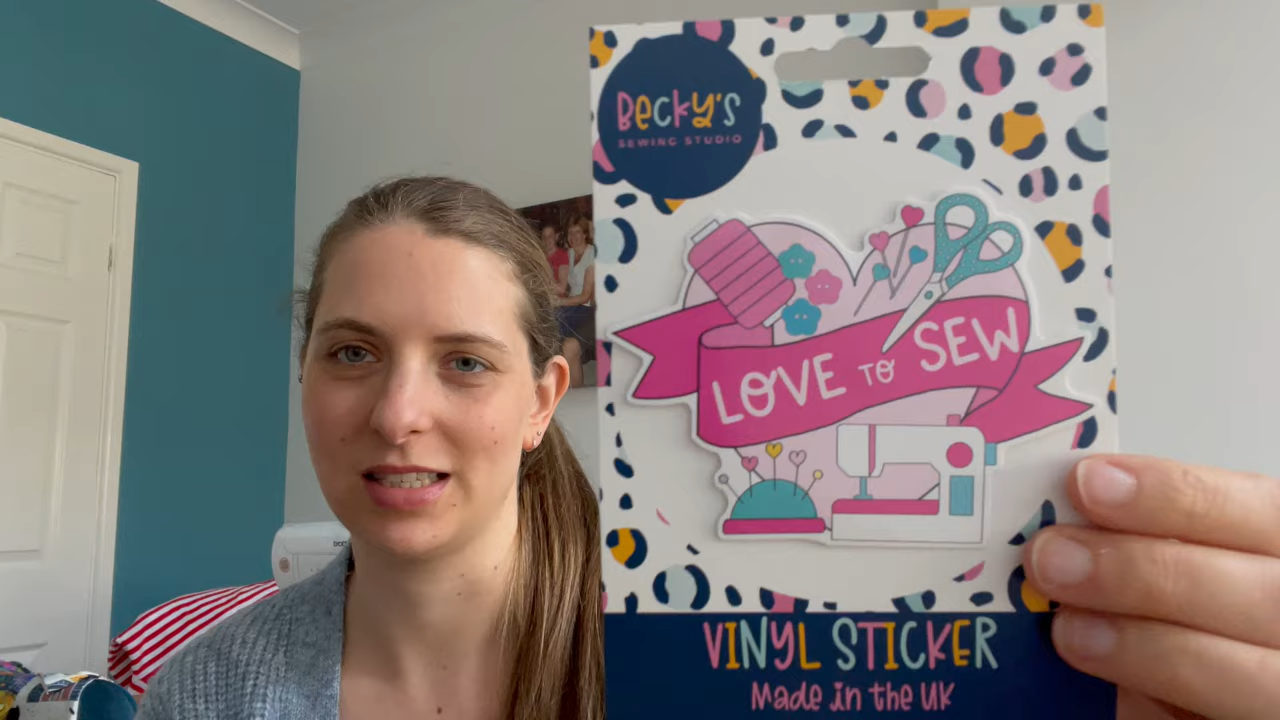 BECKY'S
SEWING STUDIO
LOVE TO SEW
VINYL STICKER
Made in the UK